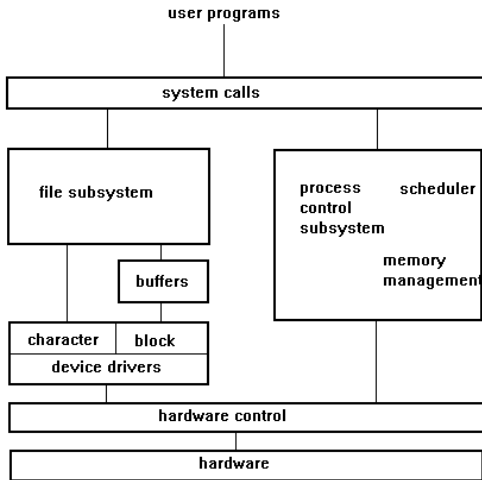 user programs
system calls
file subsystem
process
control
subsystem
scheduler
memory
management
buffers
character
block
device drivers
hardware control
hardware